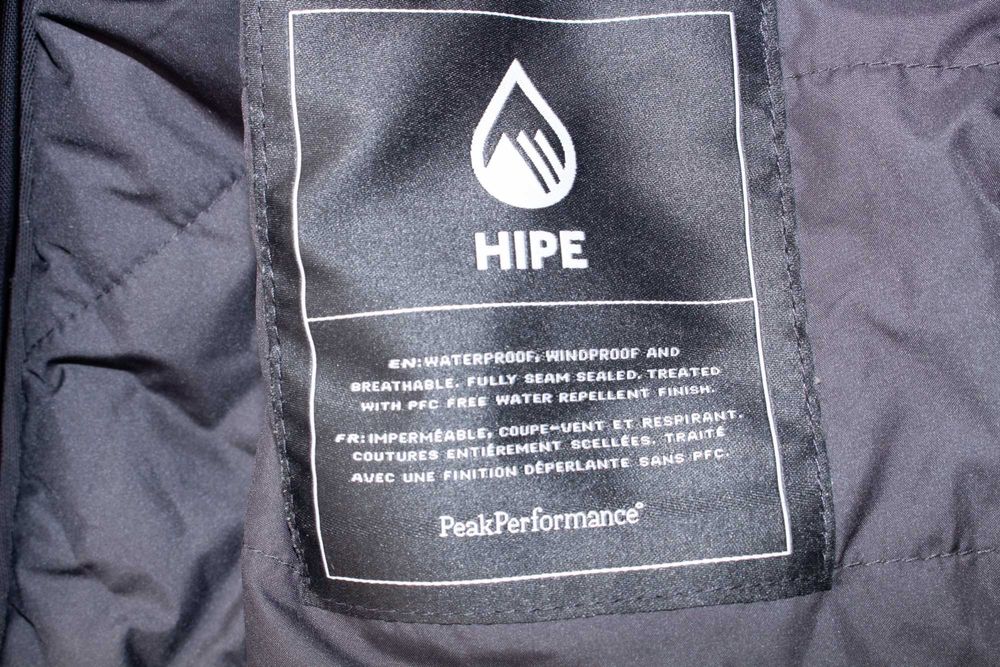 HIPE
EN: WATERPROOF, WINDPROOF AND
BREATHABLE. FULLY SEAM SEALED. TREATED
WITH PFC FREE WATER REPELLENT FINISH.
FR: IMPERMÉABLE, COUPE-VENT ET RESPIRANT.
COUTURES ENTIÈREMENT SCELLÉES. TRAITÉ
AVEC UNE FINITION DÉPERLANTE SANS PFC.
PeakPerformance®